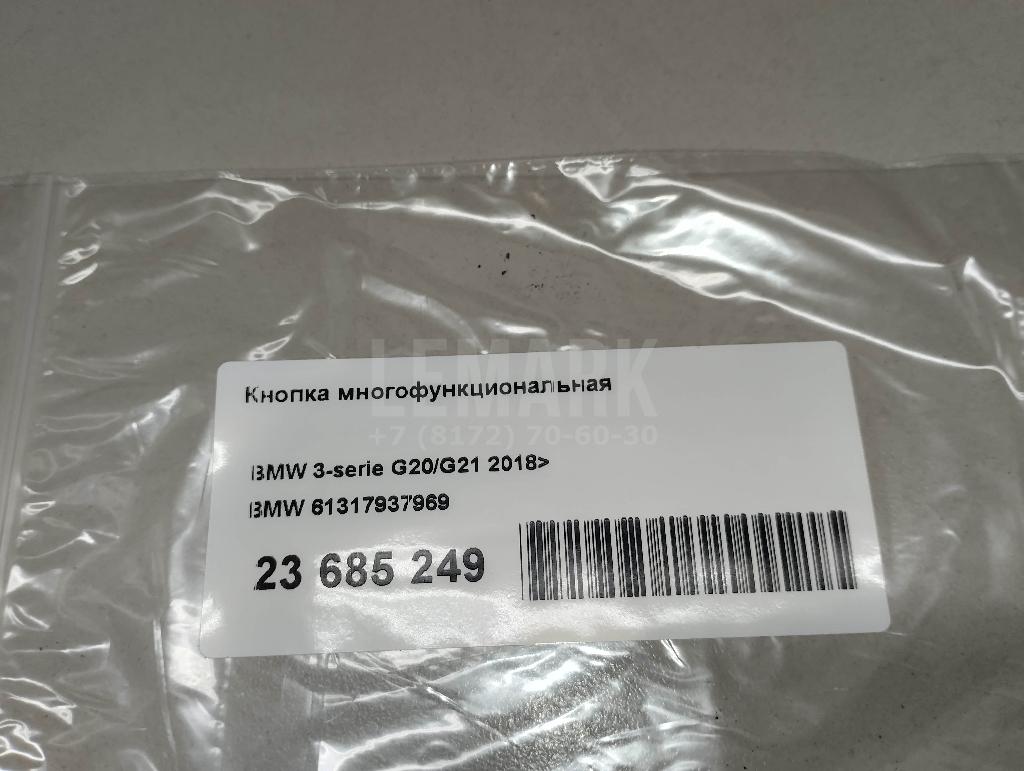 Кнопка многофункциональная
LEMARK
+7 (8172) 70-60-30
BMW 3-serie G20/G21 2018>
BMW 61317937969
23 685 249